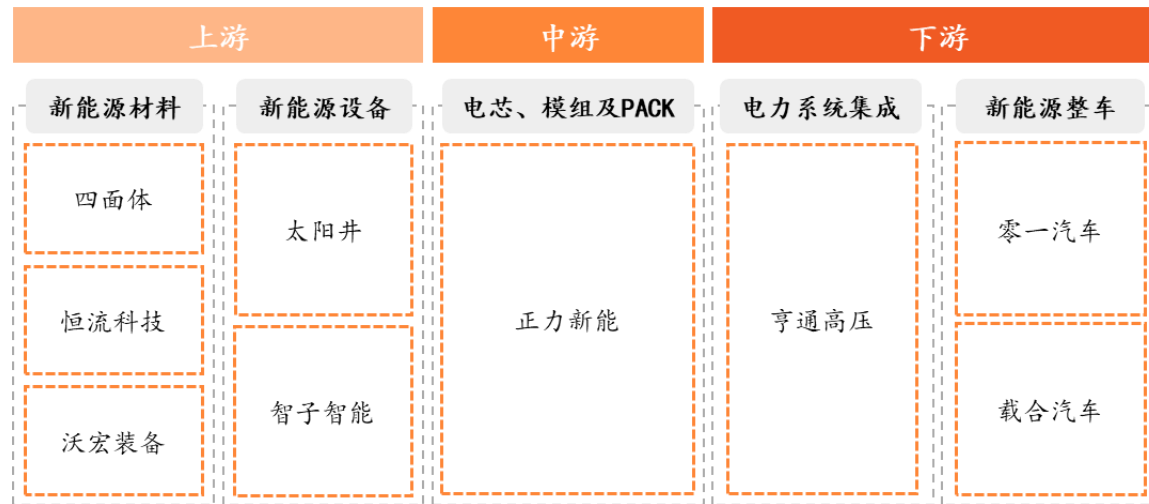 上游
中游
下游
新能源材料
新能源设备
电芯、模组及PACK
电力系统集成
新能源整车
四面体
恒流科技
沃宏装备
太阳井
智子智能
正力新能
亨通高压
零一汽车
载合汽车